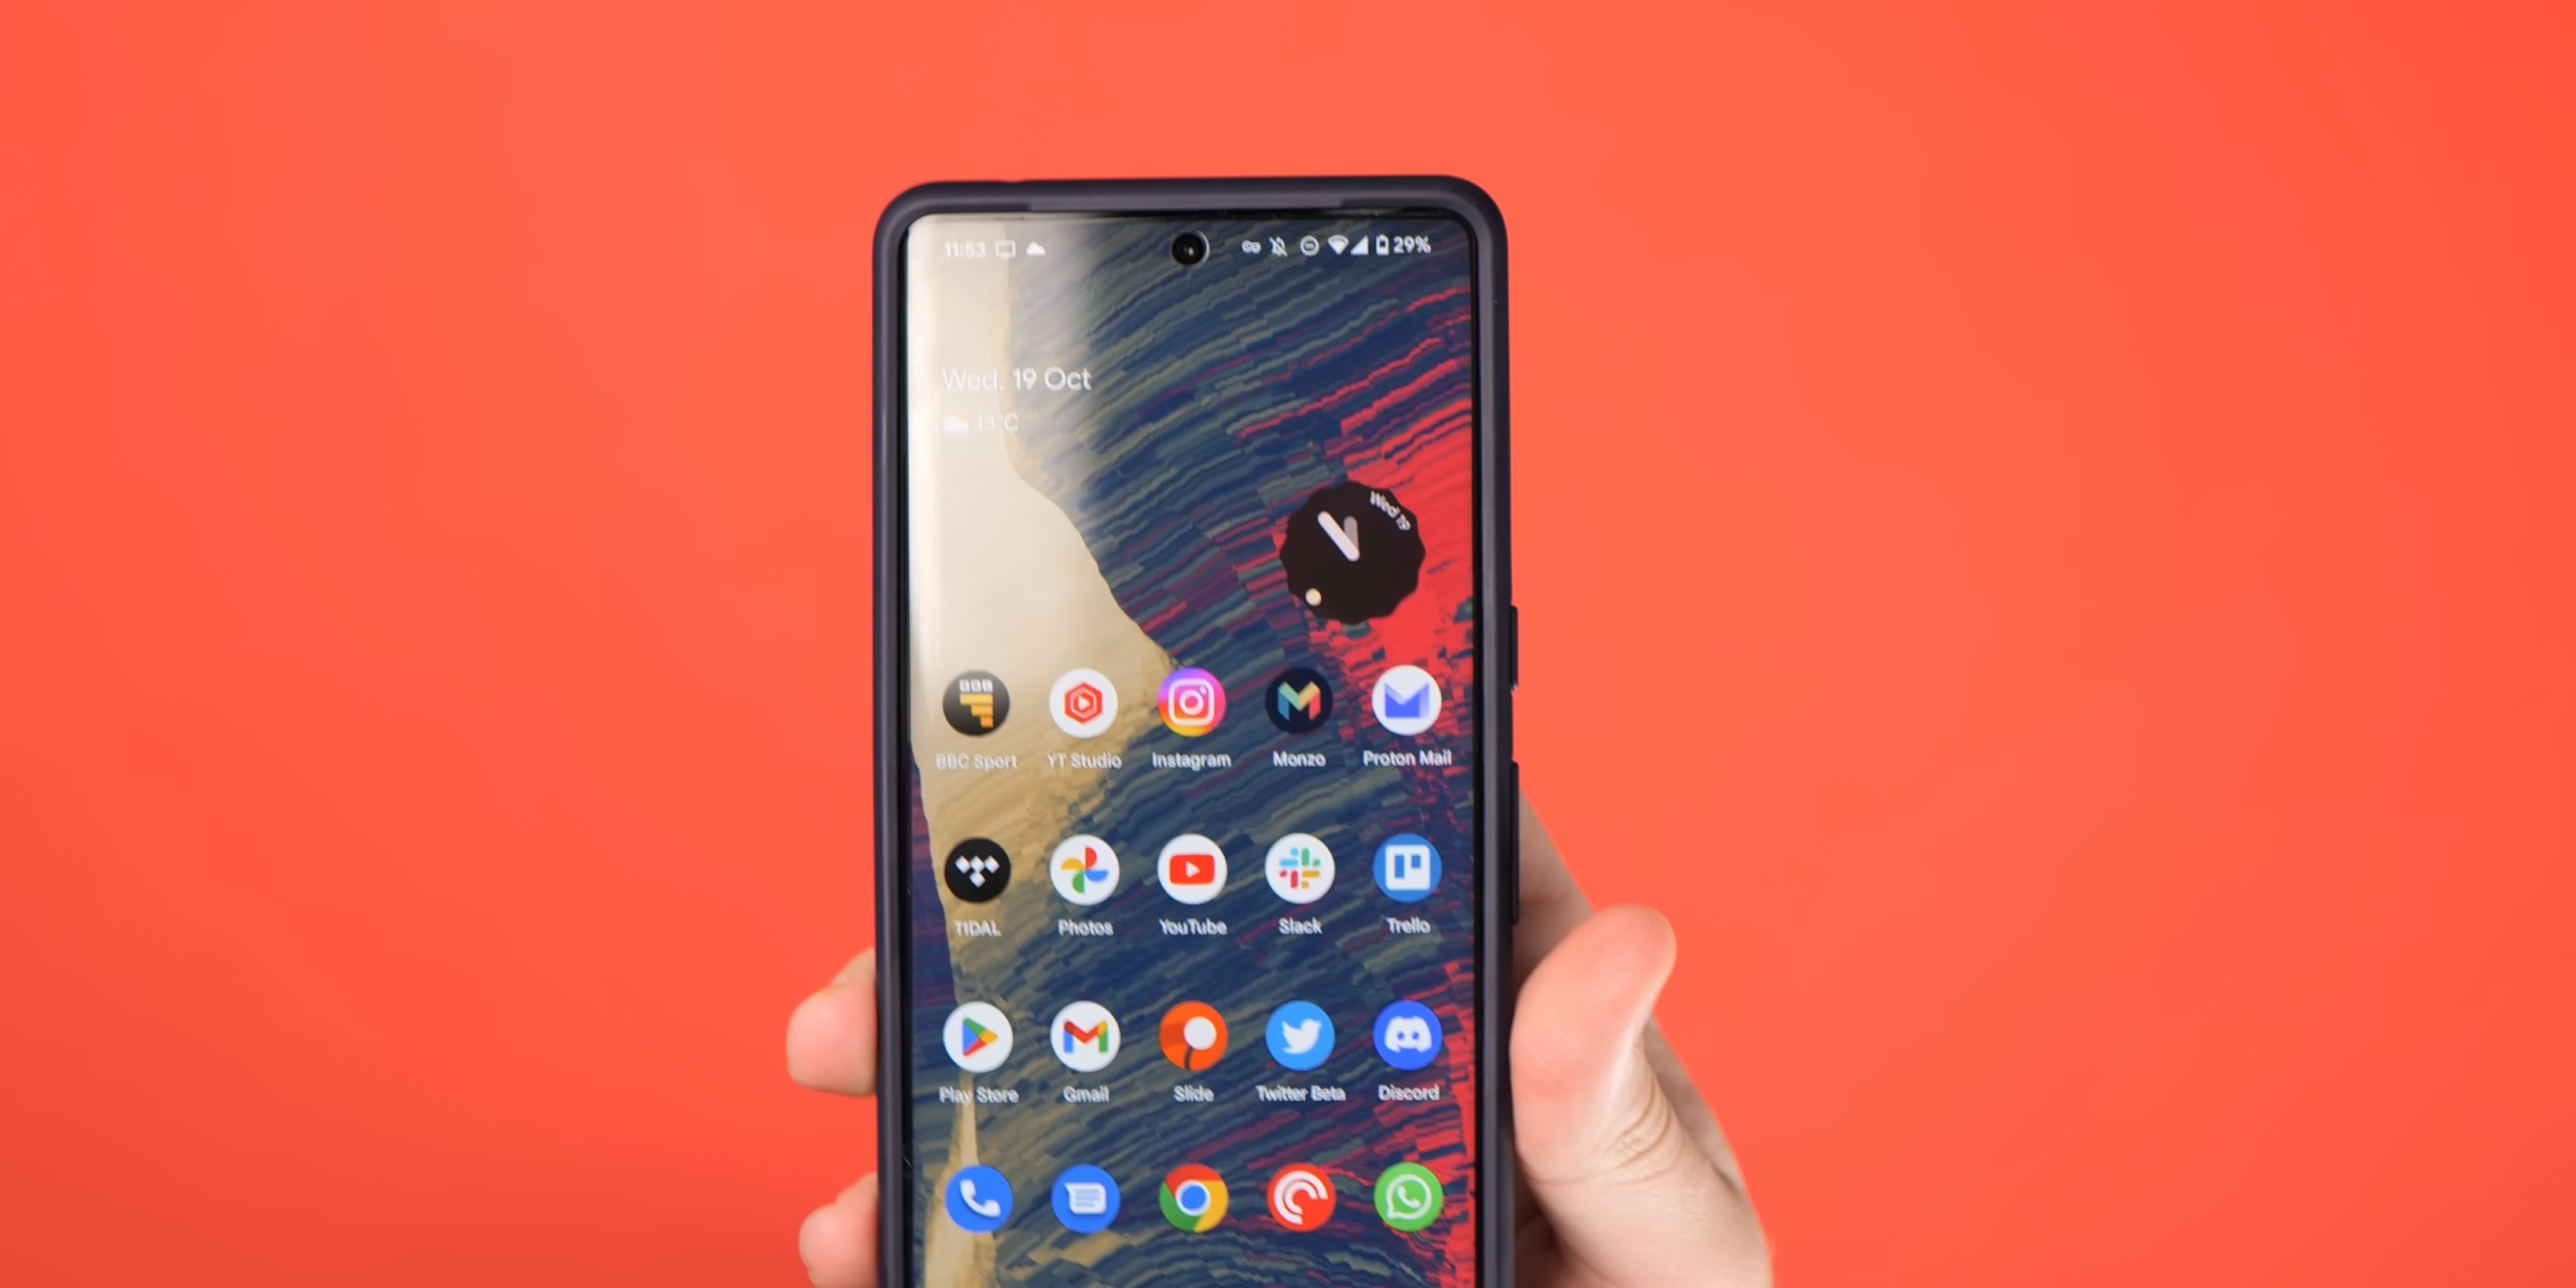 11:53 29%
Wed, 19 Oct
13°C
Wed 19
BBC
BBC Sport YT Studio Instagram Monzo Proton Mail
TIDAL Photos YouTube Slack Trello
Play Store Gmail Slide Twitter Beta Discord